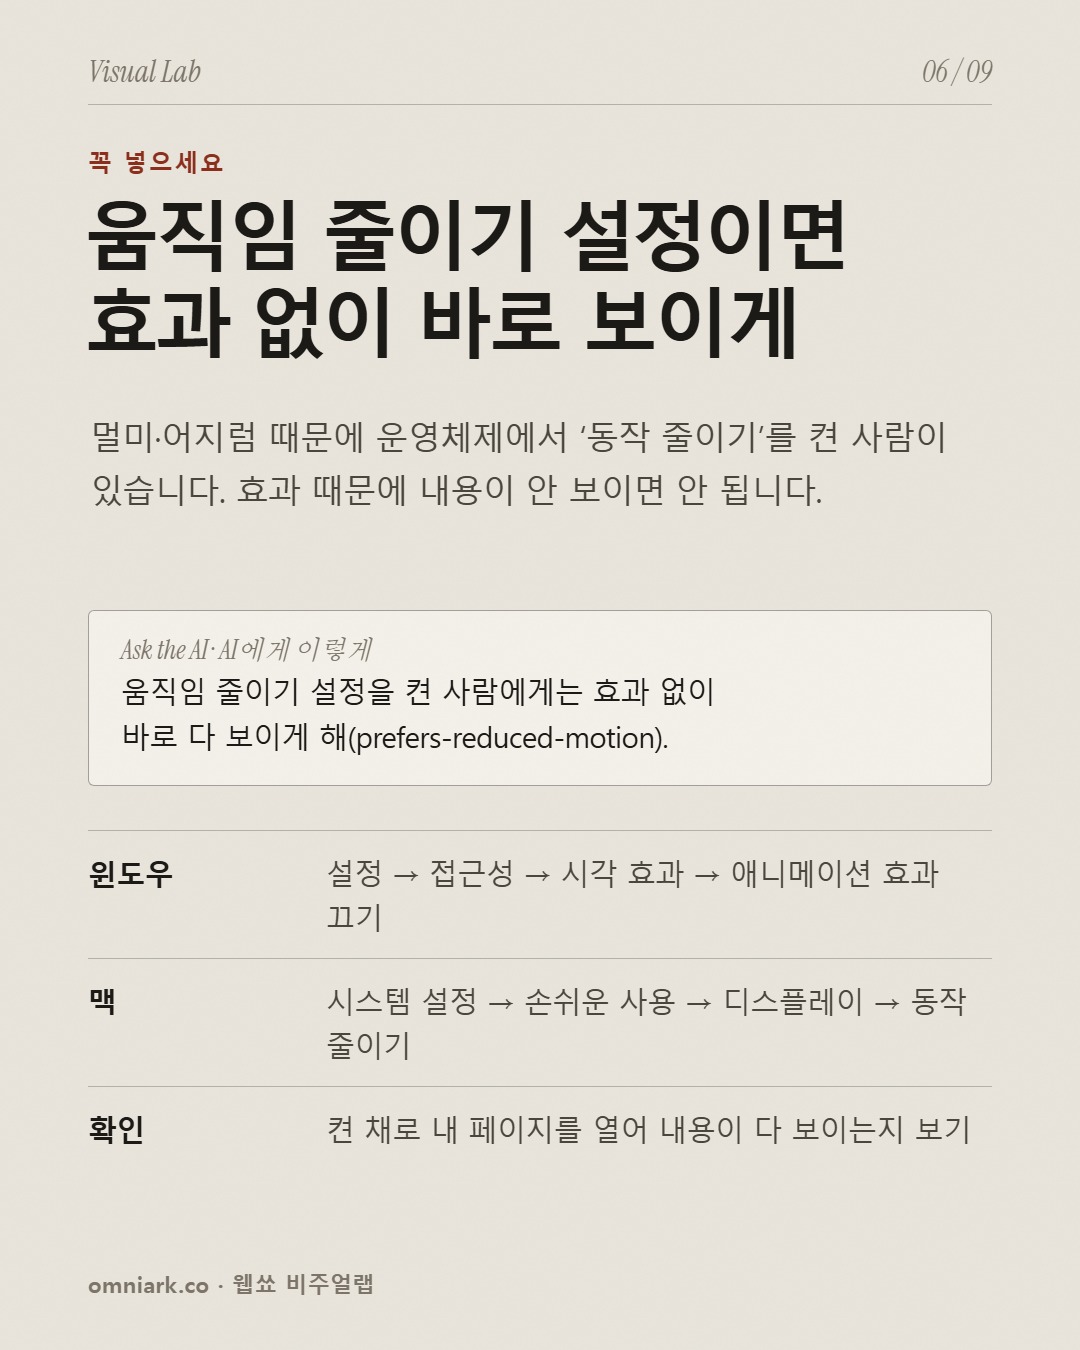 Visual Lab
06 / 09
꼭 넣으세요
움직임 줄이기 설정이면
효과 없이 바로 보이게
멀미·어지럼 때문에 운영체제에서 ‘동작 줄이기’를 켠 사람이
있습니다. 효과 때문에 내용이 안 보이면 안 됩니다.
Ask the AI · AI에게 이렇게
움직임 줄이기 설정을 켠 사람에게는 효과 없이
바로 다 보이게 해(prefers-reduced-motion).
윈도우
설정 → 접근성 → 시각 효과 → 애니메이션 효과
끄기
맥
시스템 설정 → 손쉬운 사용 → 디스플레이 → 동작
줄이기
확인
켠 채로 내 페이지를 열어 내용이 다 보이는지 보기
omniark.co · 웹쑈 비주얼랩